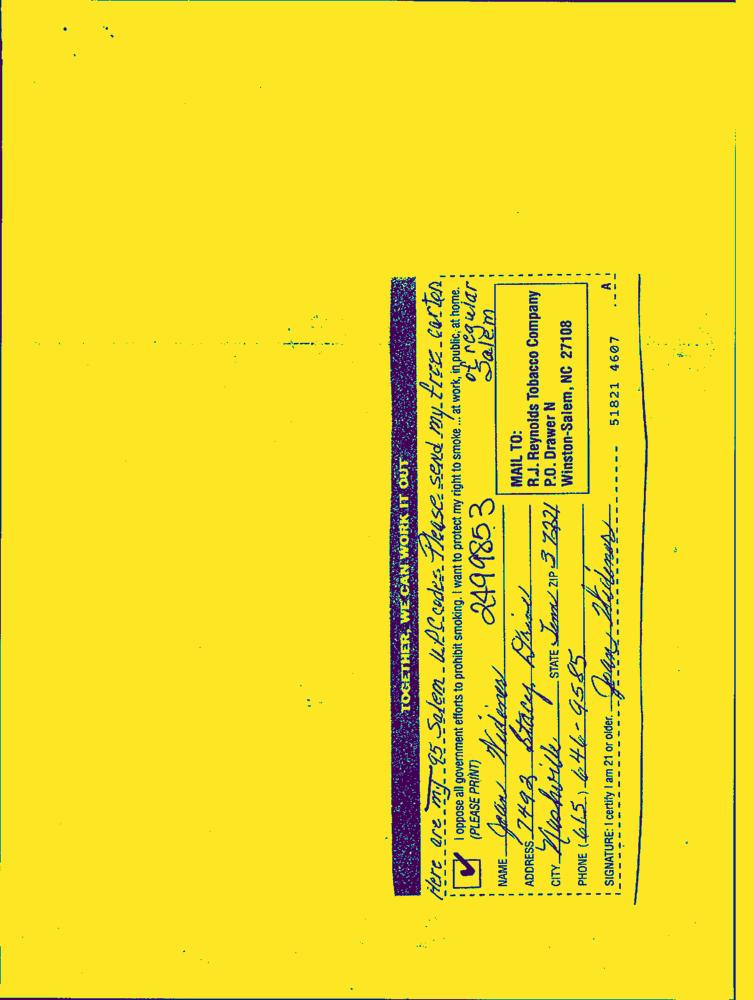 TOGETHER, WE CAN WORK IT OUT
Here are my 95 Salem UPC codes. Please send my free carton
of regular
Salem
I oppose all government efforts to prohibit smoking. I want to protect my right to smoke ... at work, in public, at home.
(PLEASE PRINT)
2499853
NAME Joan Widener
ADDRESS 7493 Stacey Drive
CITY Nashville STATE Tenn ZIP 37221
PHONE (615) 646-9585
MAIL TO:
R.J. Reynolds Tobacco Company
P.O. Drawer N
Winston-Salem, NC 27108
SIGNATURE: I certify I am 21 or older. Joan Widener
51821 4607
A